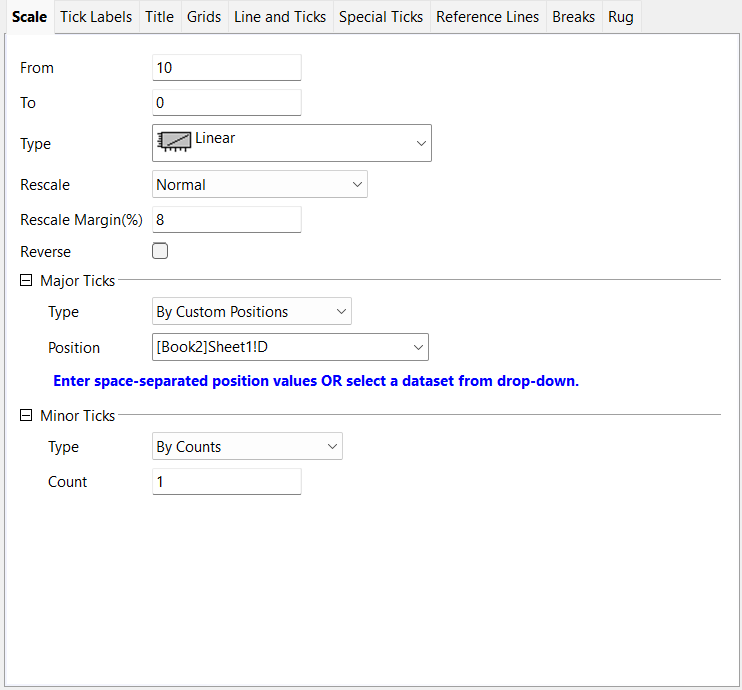 Scale Tick Labels Title Grids Line and Ticks Special Ticks Reference Lines Breaks Rug
From 10
To 0
Type Linear
Rescale Normal
Rescale Margin(%) 8
Reverse
Major Ticks
Type By Custom Positions
Position [Book2]Sheet1!D
Enter space-separated position values OR select a dataset from drop-down.
Minor Ticks
Type By Counts
Count 1